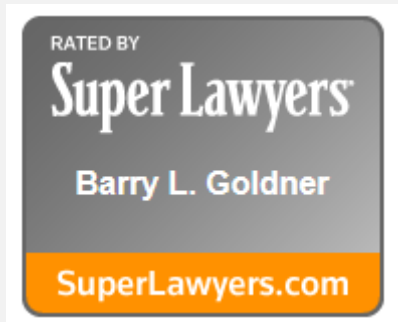 RATED BY
Super Lawyers
Barry L. Goldner
SuperLawyers.com